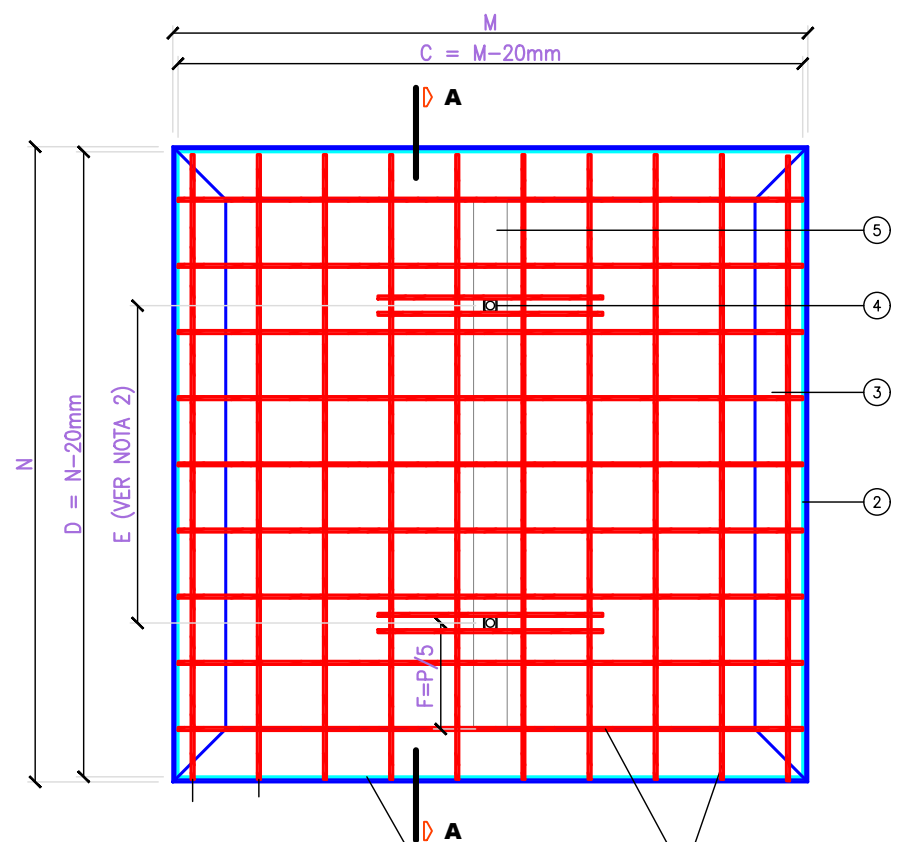 M
C = M-20mm
A
5
4
3
N
D = N-20mm
E (VER NOTA 2)
2
F=P/5
A